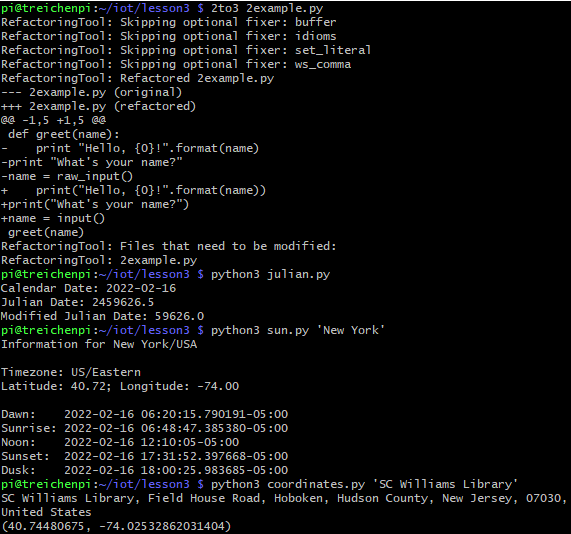 pi@treichenpi:~/iot/lesson3 $ 2to3 2example.py
RefactoringTool: Skipping optional fixer: buffer
RefactoringTool: Skipping optional fixer: idioms
RefactoringTool: Skipping optional fixer: set_literal
RefactoringTool: Skipping optional fixer: ws_comma
RefactoringTool: Refactored 2example.py
--- 2example.py (original)
+++ 2example.py (refactored)
@@ -1,5 +1,5 @@
 def greet(name):
-    print "Hello, {0}!".format(name)
-print "What's your name?"
-name = raw_input()
+    print("Hello, {0}!".format(name))
+print("What's your name?")
+name = input()
 greet(name)
RefactoringTool: Files that need to be modified:
RefactoringTool: 2example.py
pi@treichenpi:~/iot/lesson3 $ python3 julian.py
Calendar Date: 2022-02-16
Julian Date: 2459626.5
Modified Julian Date: 59626.0
pi@treichenpi:~/iot/lesson3 $ python3 sun.py 'New York'
Information for New York/USA

Timezone: US/Eastern
Latitude: 40.72; Longitude: -74.00

Dawn:    2022-02-16 06:20:15.790191-05:00
Sunrise: 2022-02-16 06:48:47.385380-05:00
Noon:    2022-02-16 12:10:05-05:00
Sunset:  2022-02-16 17:31:52.397668-05:00
Dusk:    2022-02-16 18:00:25.983685-05:00
pi@treichenpi:~/iot/lesson3 $ python3 coordinates.py 'SC Williams Library'
SC Williams Library, Field House Road, Hoboken, Hudson County, New Jersey, 07030,
United States
(40.74480675, -74.02532862031404)